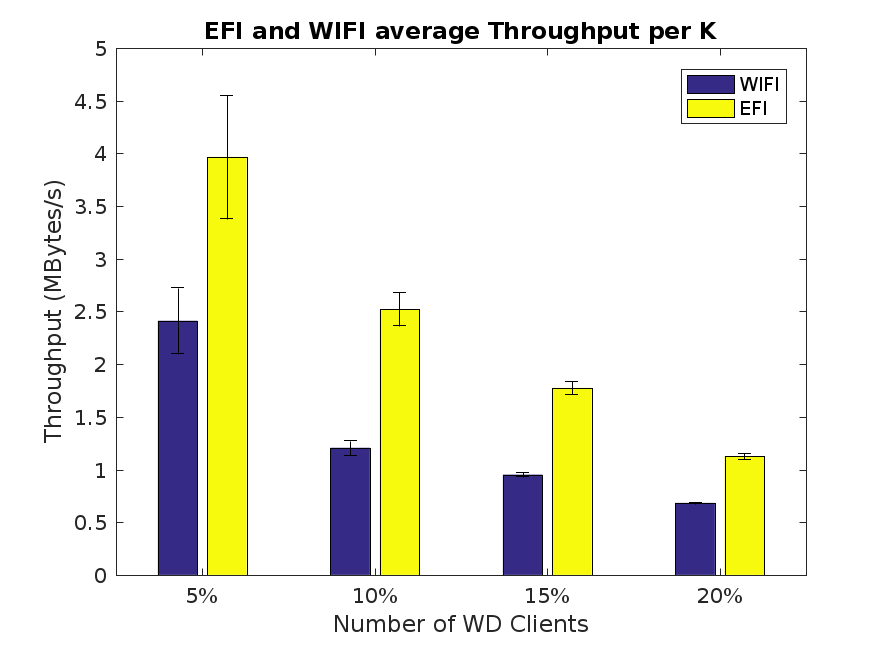 EFI and WIFI average Throughput per K
WIFI
EFI
Throughput (MBytes/s)
5
4.5
4
3.5
3
2.5
2
1.5
1
0.5
0
5% 10% 15% 20%
Number of WD Clients